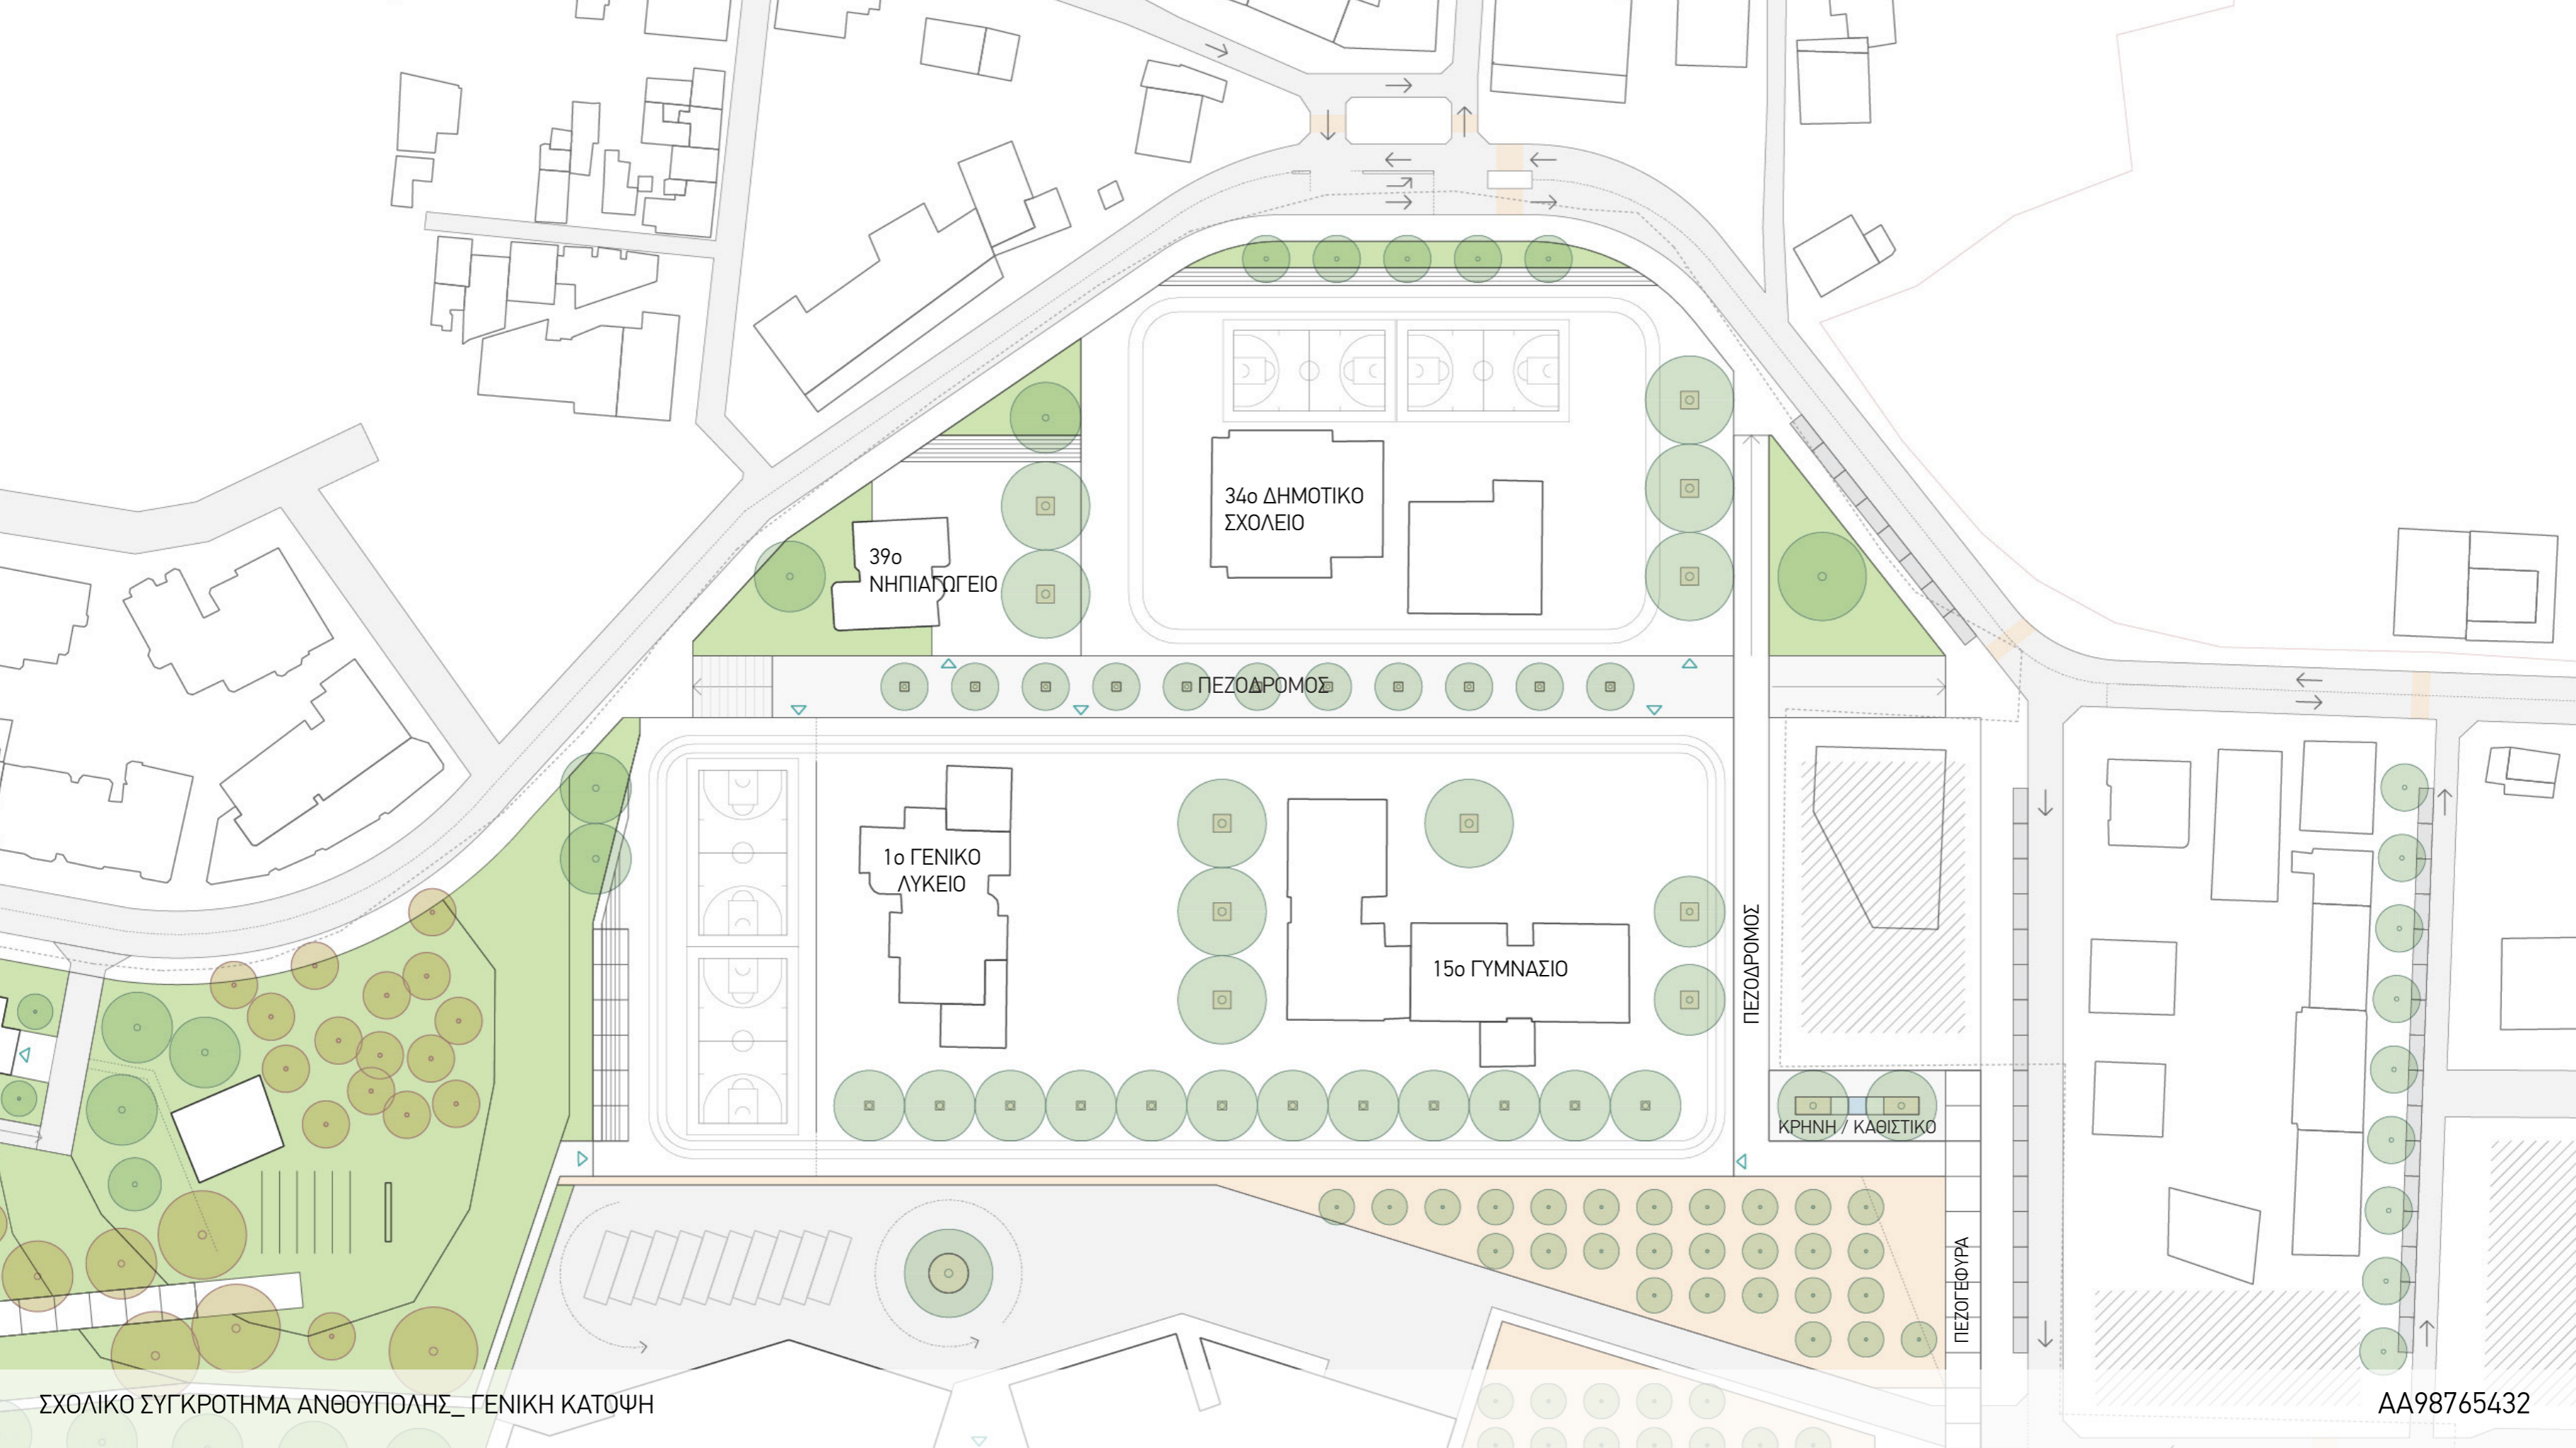 34ο ΔΗΜΟΤΙΚΟ
ΣΧΟΛΕΙΟ
39ο
ΝΗΠΙΑΓΩΓΕΙΟ
ΠΕΖΟΔΡΟΜΟΣ
1ο ΓΕΝΙΚΟ
ΛΥΚΕΙΟ
15ο ΓΥΜΝΑΣΙΟ
ΠΕΖΟΔΡΟΜΟΣ
ΚΡΗΝΗ / ΚΑΘΙΣΤΙΚΟ
ΠΕΖΟΓΕΦΥΡΑ
ΣΧΟΛΙΚΟ ΣΥΓΚΡΟΤΗΜΑ ΑΝΘΟΥΠΟΛΗΣ_ ΓΕΝΙΚΗ ΚΑΤΟΨΗ
AA98765432